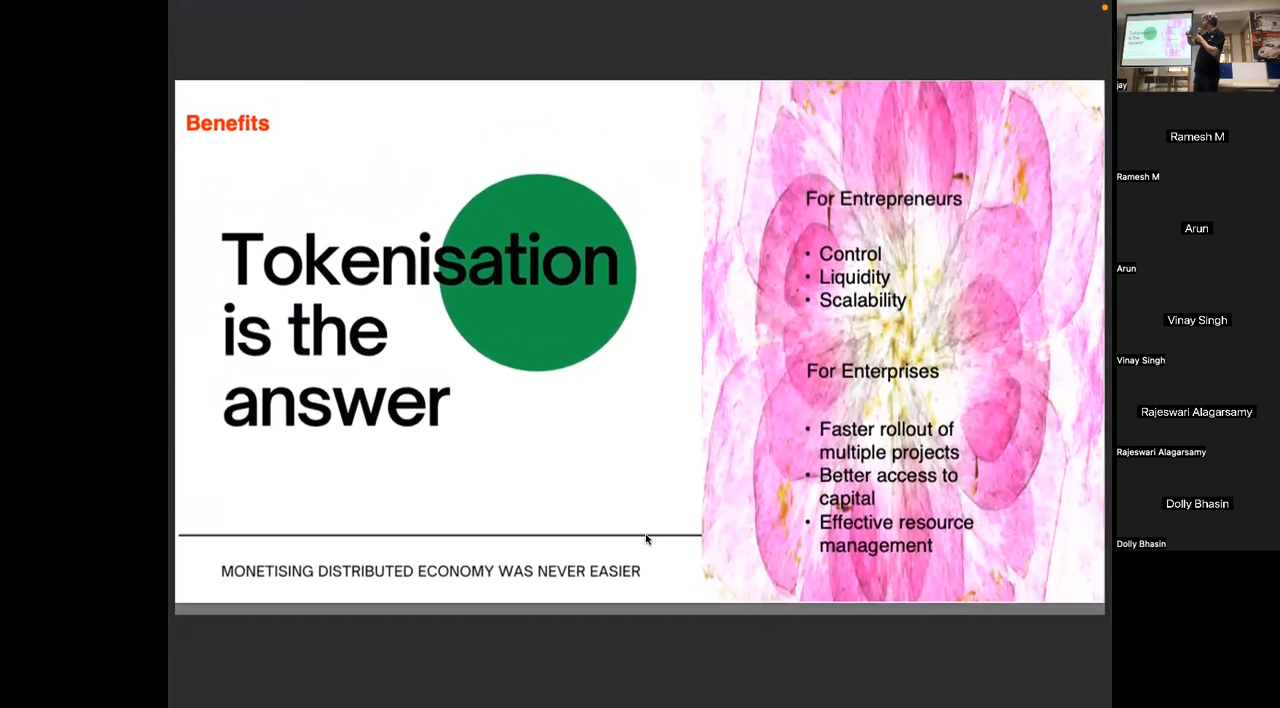 Benefits
Tokenisation
is the
answer
MONETISING DISTRIBUTED ECONOMY WAS NEVER EASIER
For Entrepreneurs
• Control
• Liquidity
• Scalability
For Enterprises
• Faster rollout of
multiple projects
• Better access to
capital
• Effective resource
management
jay
Ramesh M
Ramesh M
Arun
Arun
Vinay Singh
Vinay Singh
Rajeswari Alagarsamy
Rajeswari Alagarsamy
Dolly Bhasin
Dolly Bhasin